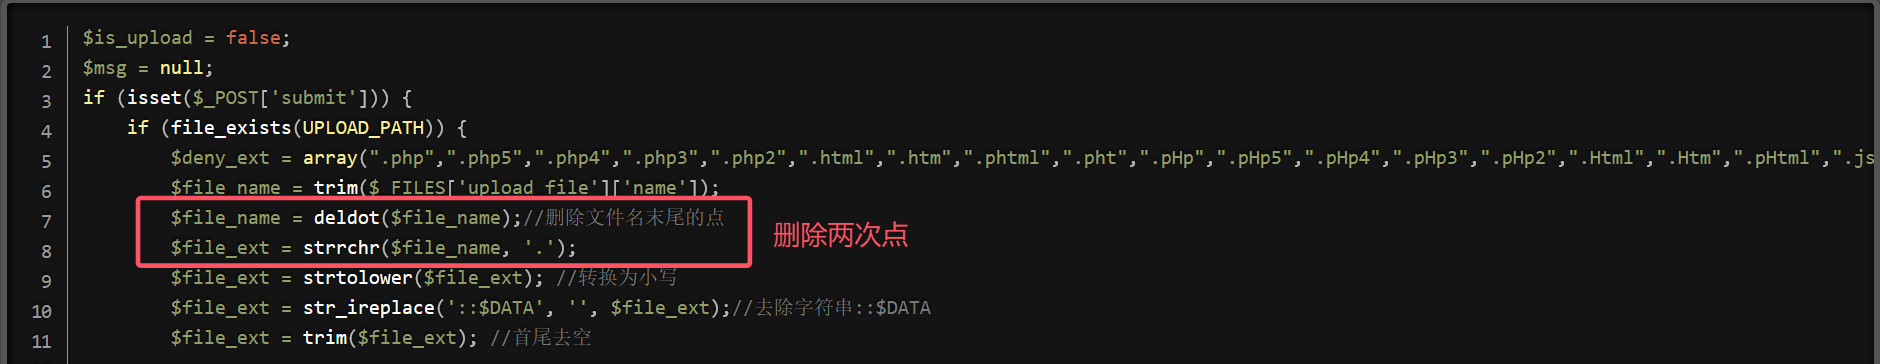 1 $is_upload = false;
2 $msg = null;
3 if (isset($_POST['submit'])) {
4 if (file_exists(UPLOAD_PATH)) {
5 $deny_ext = array(".php",".php5",".php4",".php3",".php2",".html",".htm",".phtml",".pht",".pHp",".pHp5",".pHp4",".pHp3",".pHp2",".Html",".Htm",".pHtml",".js
6 $file_name = trim($_FILES['upload_file']['name']);
7 $file_name = deldot($file_name);//删除文件名末尾的点
删除两次点
8 $file_ext = strrchr($file_name, '.');
9 $file_ext = strtolower($file_ext); //转换为小写
10 $file_ext = str_ireplace('::$DATA', '', $file_ext);//去除字符串::$DATA
11 $file_ext = trim($file_ext); //首尾去空